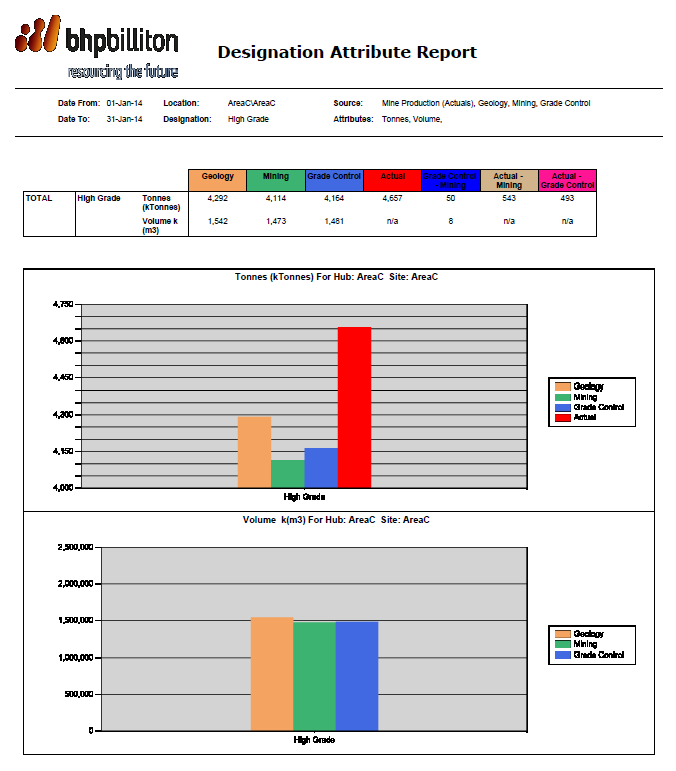 bhpbilliton
resourcing the future
Designation Attribute Report
Date From: 01-Jan-14 Location: AreaC\AreaC Source: Mine Production (Actuals), Geology, Mining, Grade Control
Date To: 31-Jan-14 Designation: High Grade Attributes: Tonnes, Volume,
Geology Mining Grade Control Actual Grade Control - Mining Actual - Mining Actual - Grade Control
TOTAL High Grade Tonnes (kTonnes) 4,292 4,114 4,164 4,657 50 543 493
Volume k (m3) 1,542 1,473 1,481 n/a 8 n/a n/a
Tonnes (kTonnes) For Hub: AreaC Site: AreaC
4,750
4,600
4,450
4,300
4,150
4,000
High Grade
Geology
Mining
Grade Control
Actual
Volume k(m3) For Hub: AreaC Site: AreaC
2,500,000
2,000,000
1,500,000
1,000,000
500,000
0
High Grade
Geology
Mining
Grade Control